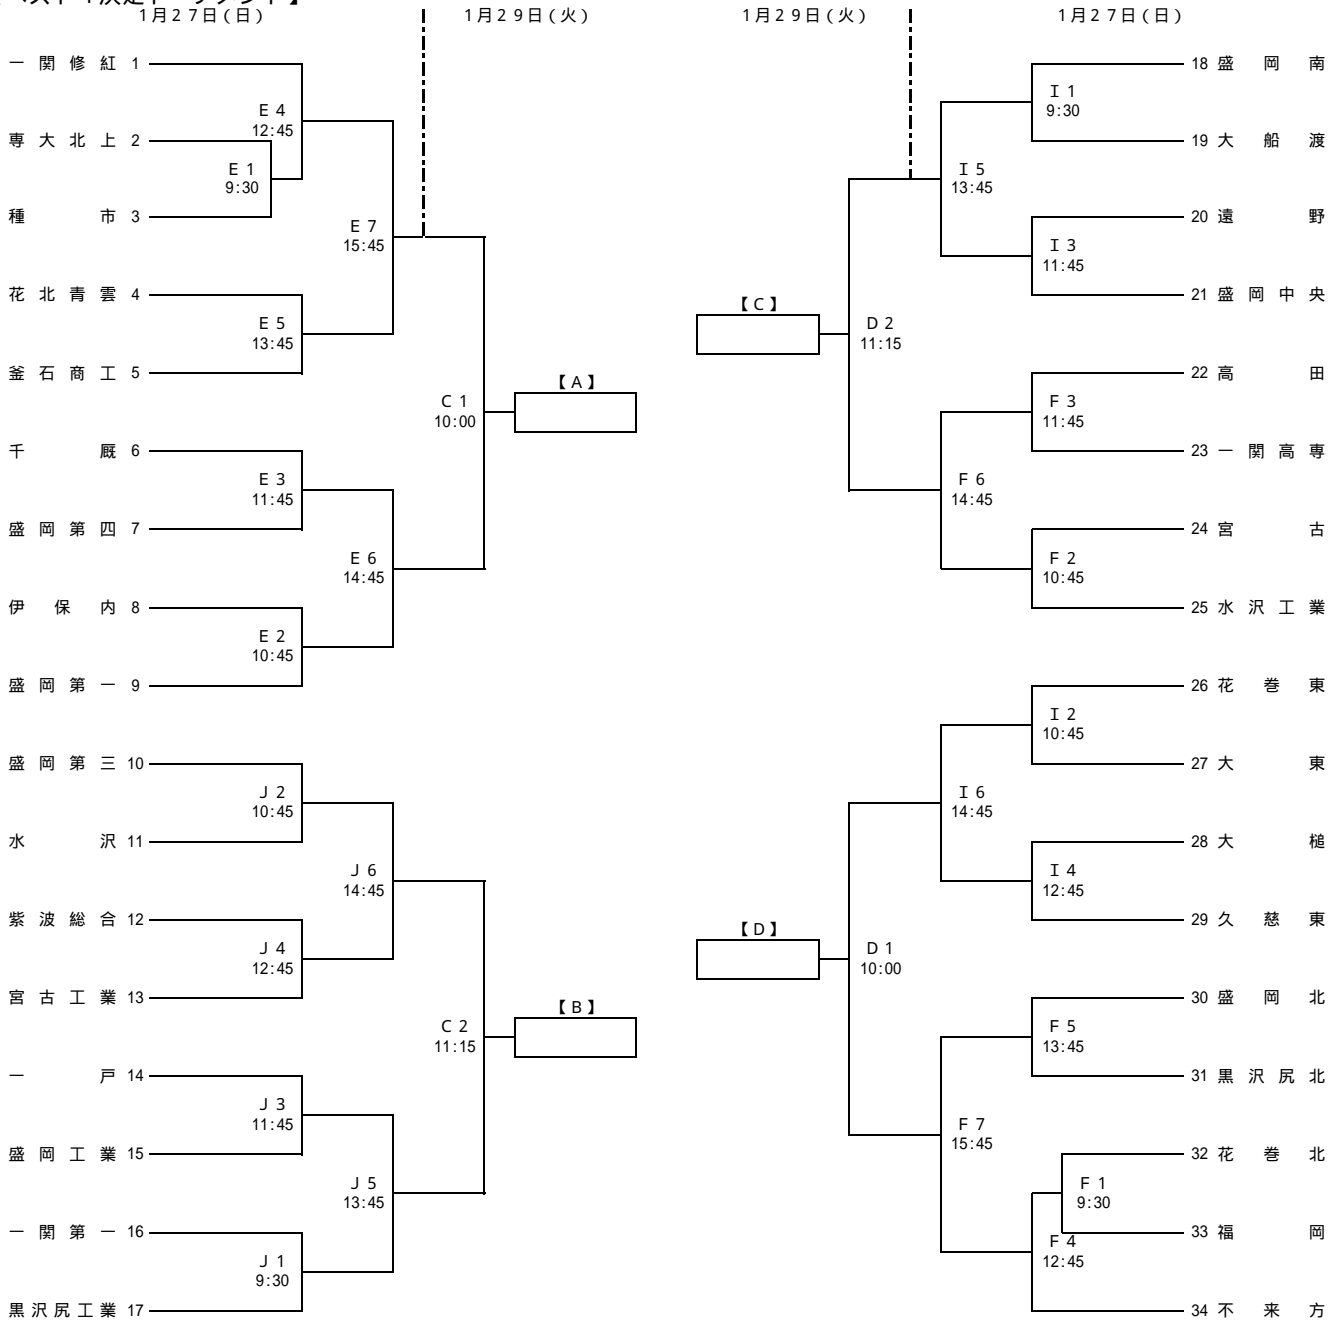 1月27日(日)
1月29日(火)
1月29日(火)
1月27日(日)
一関修紅 1
E4
12:45
専大北上 2
E1
9:30
種市 3
E7
15:45
花北青雲 4
E5
13:45
釜石商工 5
C1
10:00
【A】
千厩 6
E3
11:45
盛岡第四 7
E6
14:45
伊保内 8
E2
10:45
盛岡第一 9
盛岡第三 10
J2
10:45
水沢 11
J6
14:45
紫波総合 12
J4
12:45
宮古工業 13
C2
11:15
【B】
一戸 14
J3
11:45
盛岡工業 15
J5
13:45
一関第一 16
J1
9:30
黒沢尻工業 17
18 盛岡南
I1
9:30
19 大船渡
I5
13:45
20 遠野
I3
11:45
21 盛岡中央
【C】
D2
11:15
22 高田
F3
11:45
23 一関高専
F6
14:45
24 宮古
F2
10:45
25 水沢工業
26 花巻東
I2
10:45
27 大東
I6
14:45
28 大槌
I4
12:45
29 久慈東
【D】
D1
10:00
30 盛岡北
F5
13:45
31 黒沢尻北
F7
15:45
32 花巻北
F1
9:30
33 福岡
F4
12:45
34 不来方